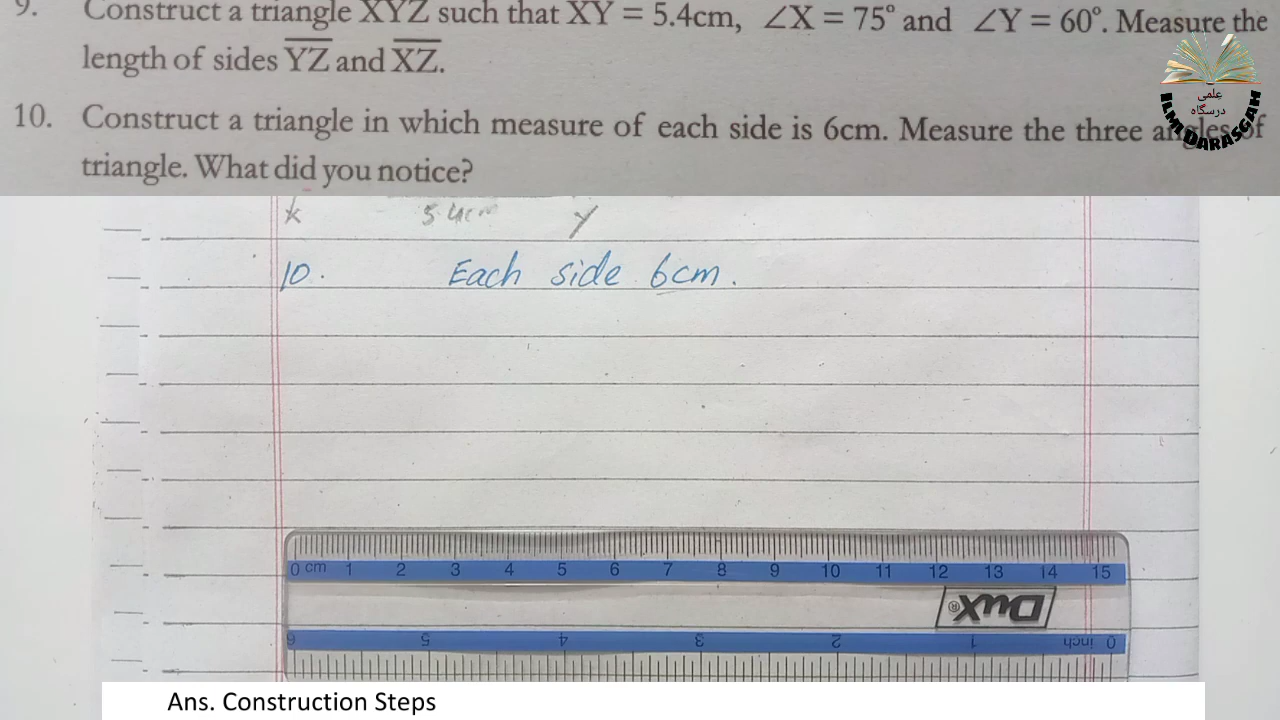 9. Construct a triangle XYZ such that XY = 5.4cm, ∠X = 75° and ∠Y = 60°. Measure the
length of sides YZ and XZ.
علمی
درسگاہ
ILMI DARASGAH
10. Construct a triangle in which measure of each side is 6cm. Measure the three angles of
triangle. What did you notice?
x 5.4cm y
10. Each side 6cm.
0 cm 1 2 3 4 5 6 7 8 9 10 11 12 13 14 15
DUX®
0 inch 1 2 3 4 5 6
Ans. Construction Steps